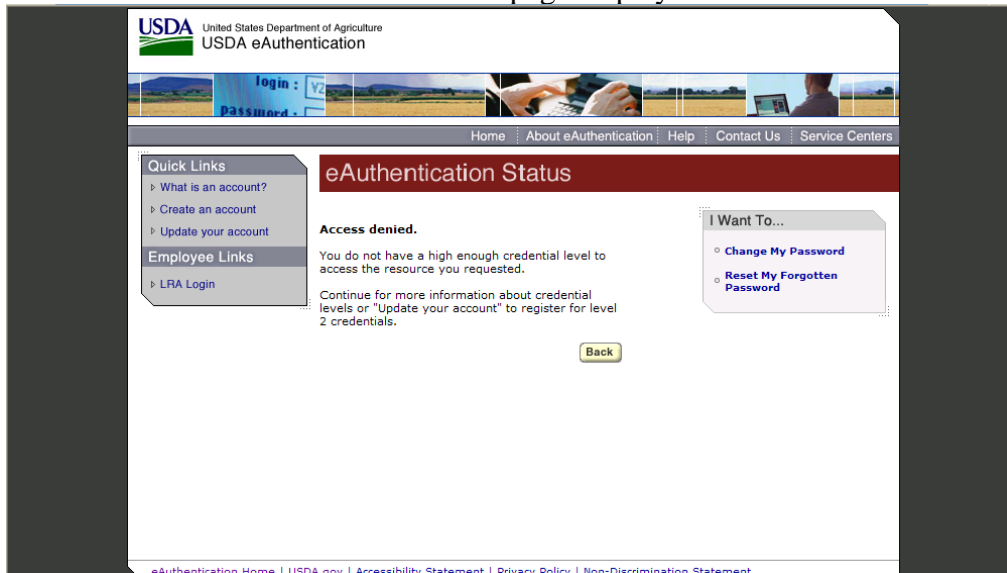 USDA United States Department of Agriculture
USDA eAuthentication
login :
password :
Home About eAuthentication Help Contact Us Service Centers
Quick Links
What is an account?
Create an account
Update your account
Employee Links
LRA Login
eAuthentication Status
Access denied.
You do not have a high enough credential level to
access the resource you requested.
Continue for more information about credential
levels or "Update your account" to register for level
2 credentials.
Back
I Want To...
Change My Password
Reset My Forgotten
Password
eAuthentication Home | USDA.gov | Accessibility Statement | Privacy Policy | Non-Discrimination Statement